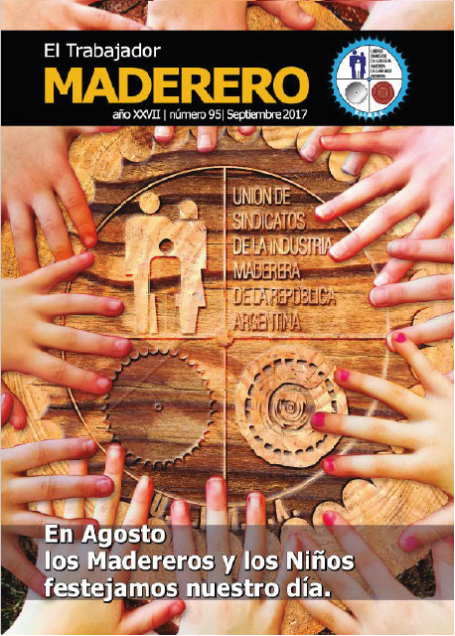 El Trabajador
MADERERO
año XXVII | número 95| Septiembre 2017
UNION DE
SINDICATOS
DE LA INDUSTRIA
MADERERA
DE LA REPÚBLICA
ARGENTINA
En Agosto
los Madereros y los Niños
festejamos nuestro día.